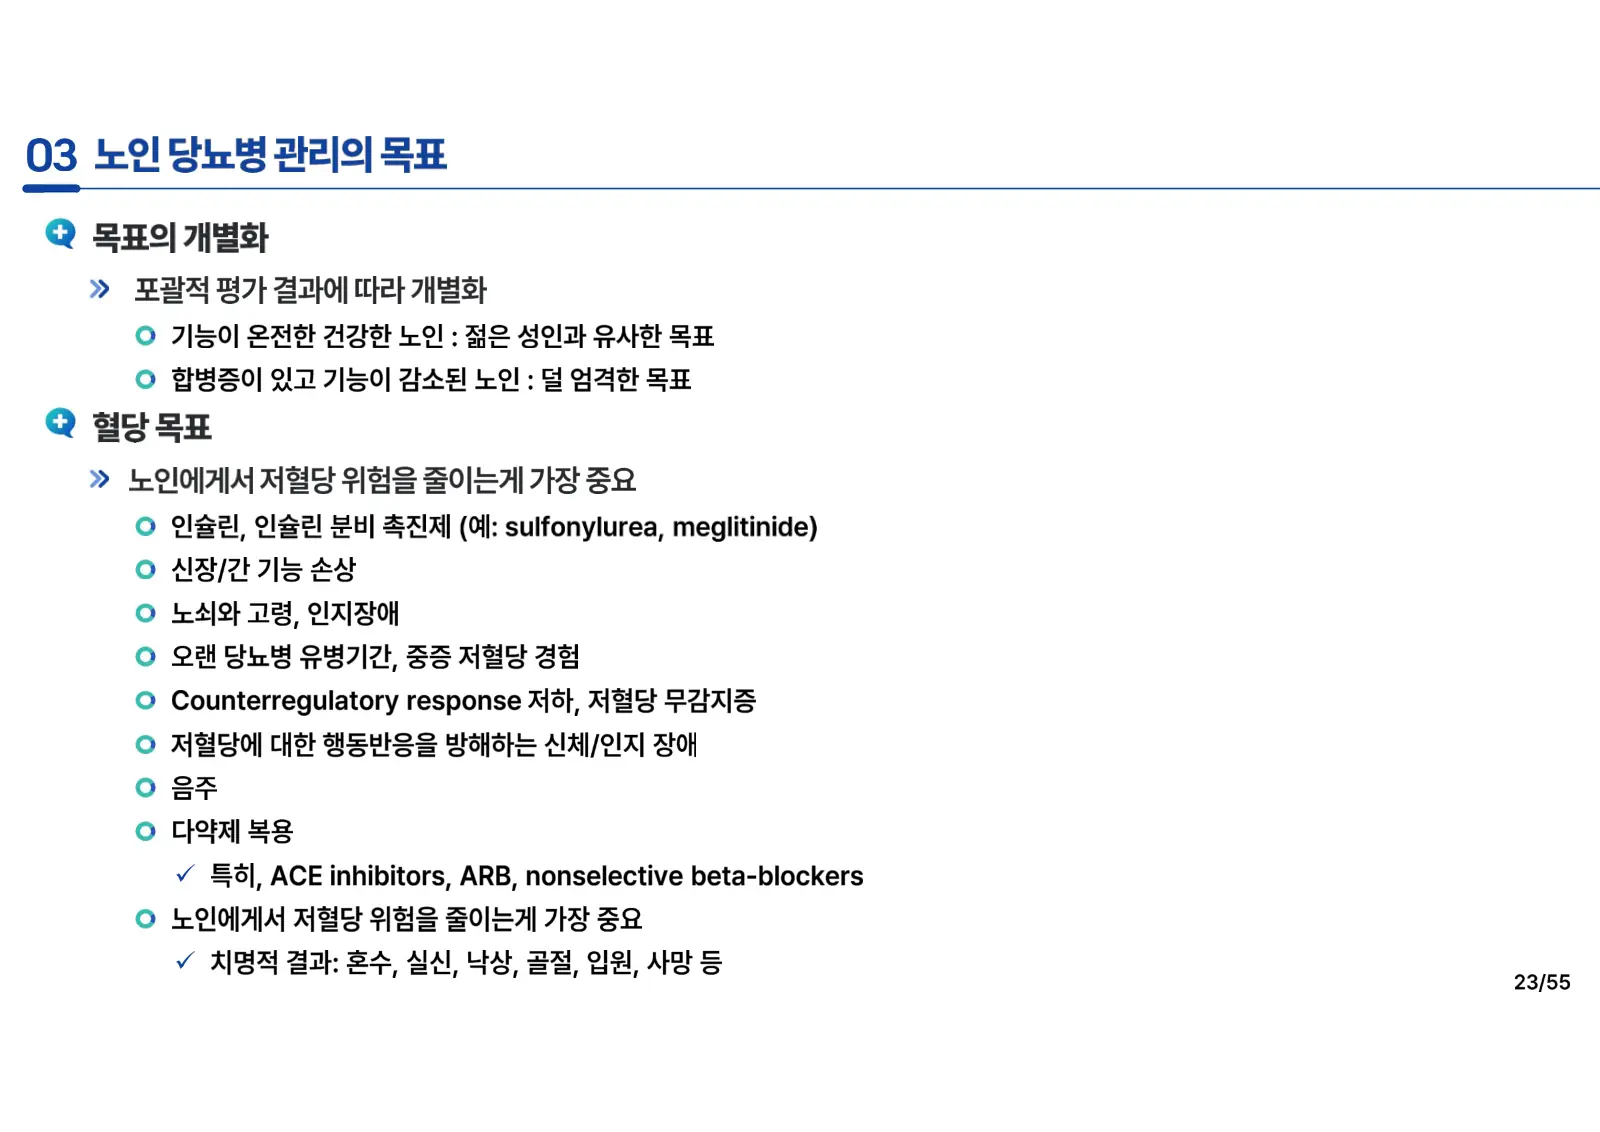 03 노인 당뇨병 관리의 목표
목표의 개별화
포괄적 평가 결과에 따라 개별화
기능이 온전한 건강한 노인 : 젊은 성인과 유사한 목표
합병증이 있고 기능이 감소된 노인 : 덜 엄격한 목표
혈당 목표
노인에게서 저혈당 위험을 줄이는게 가장 중요
인슐린, 인슐린 분비 촉진제 (예: sulfonylurea, meglitinide)
신장/간 기능 손상
노쇠와 고령, 인지장애
오랜 당뇨병 유병기간, 중증 저혈당 경험
Counterregulatory response 저하, 저혈당 무감지증
저혈당에 대한 행동반응을 방해하는 신체/인지 장애
음주
다약제 복용
특히, ACE inhibitors, ARB, nonselective beta-blockers
노인에게서 저혈당 위험을 줄이는게 가장 중요
치명적 결과: 혼수, 실신, 낙상, 골절, 입원, 사망 등
23/55